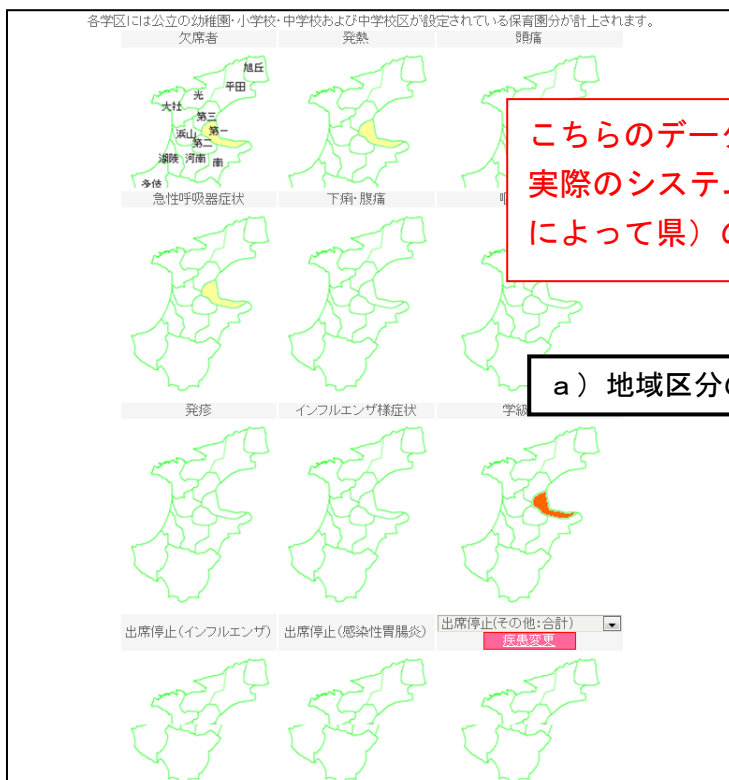 各学区には公立の幼稚園・小学校・中学校および中学校区が設定されている保育園分が計上されます。
欠席者
発熱
頭痛
旭丘
平田
光
大社
第三
浜山
第一
第二
湖陵
河南
南
多伎
こちらのデー
実際のシステ
によって県）の
急性呼吸器症状
下痢・腹痛
a）地域区分の
発疹
インフルエンザ様症状
学級
出席停止(インフルエンザ)
出席停止(感染性胃腸炎)
出席停止(その他:合計)
疾患変更